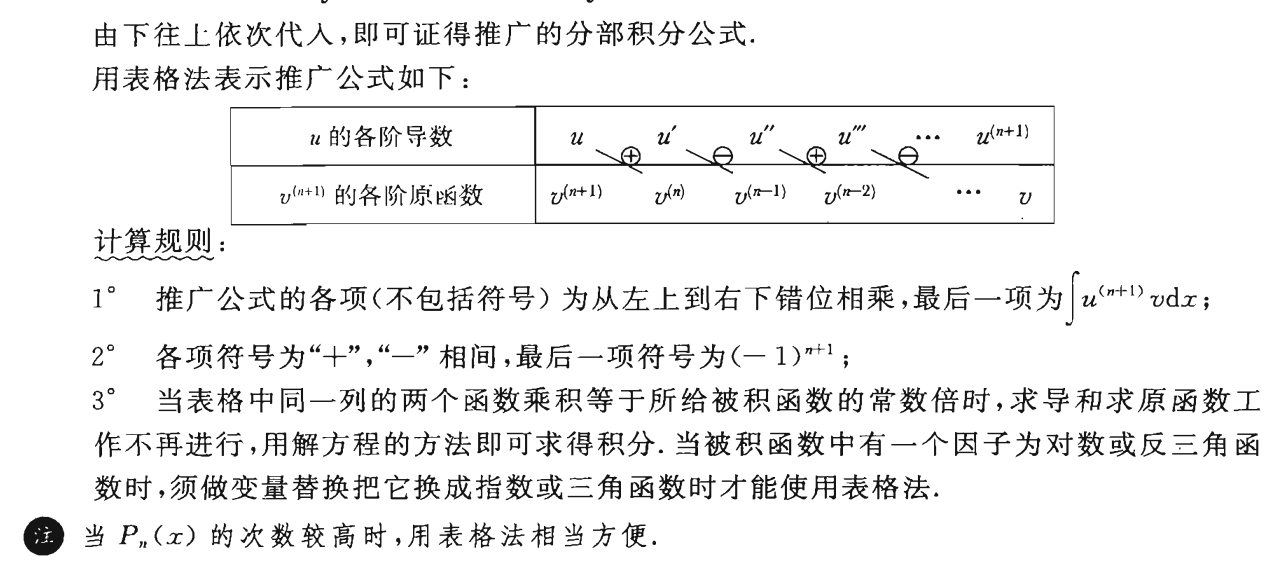 由下往上依次代入,即可证得推广的分部积分公式.
用表格法表示推广公式如下:
u 的各阶导数 u ⊕ u′ ⊖ u″ ⊕ u‴ ⊖ … u⁽ⁿ⁺¹⁾
v⁽ⁿ⁺¹⁾ 的各阶原函数 v⁽ⁿ⁺¹⁾ v⁽ⁿ⁾ v⁽ⁿ⁻¹⁾ v⁽ⁿ⁻²⁾ … v
计算规则:
1° 推广公式的各项(不包括符号)为从左上到右下错位相乘,最后一项为∫u⁽ⁿ⁺¹⁾vdx;
2° 各项符号为“+”,“−”相间,最后一项符号为(−1)ⁿ⁺¹;
3° 当表格中同一列的两个函数乘积等于所给被积函数的常数倍时,求导和求原函数工
作不再进行,用解方程的方法即可求得积分.当被积函数中有一个因子为对数或反三角函
数时,须做变量替换把它换成指数或三角函数时才能使用表格法.
注 当 Pₙ(x) 的次数较高时,用表格法相当方便.